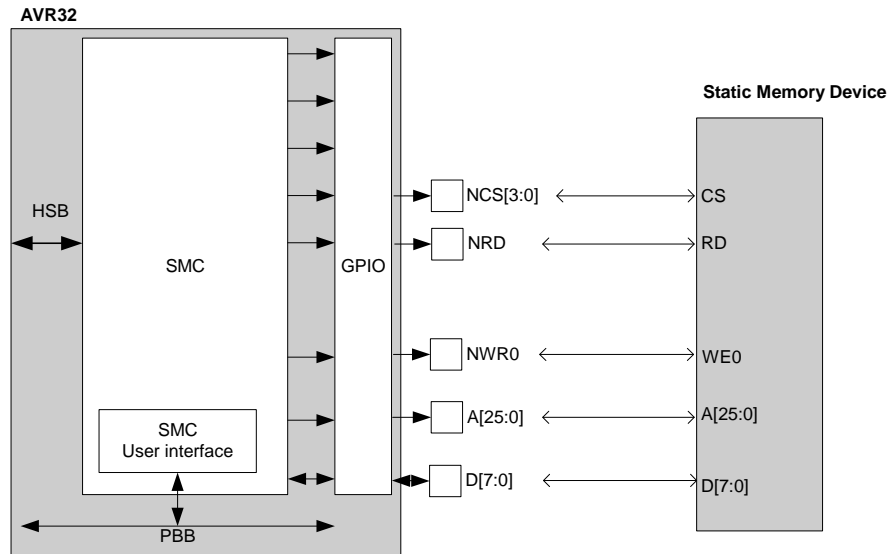 AVR32
Static Memory Device
HSB
SMC
GPIO
NCS[3:0]
CS
NRD
RD
NWR0
WE0
A[25:0]
A[25:0]
D[7:0]
D[7:0]
SMC
User interface
PBB